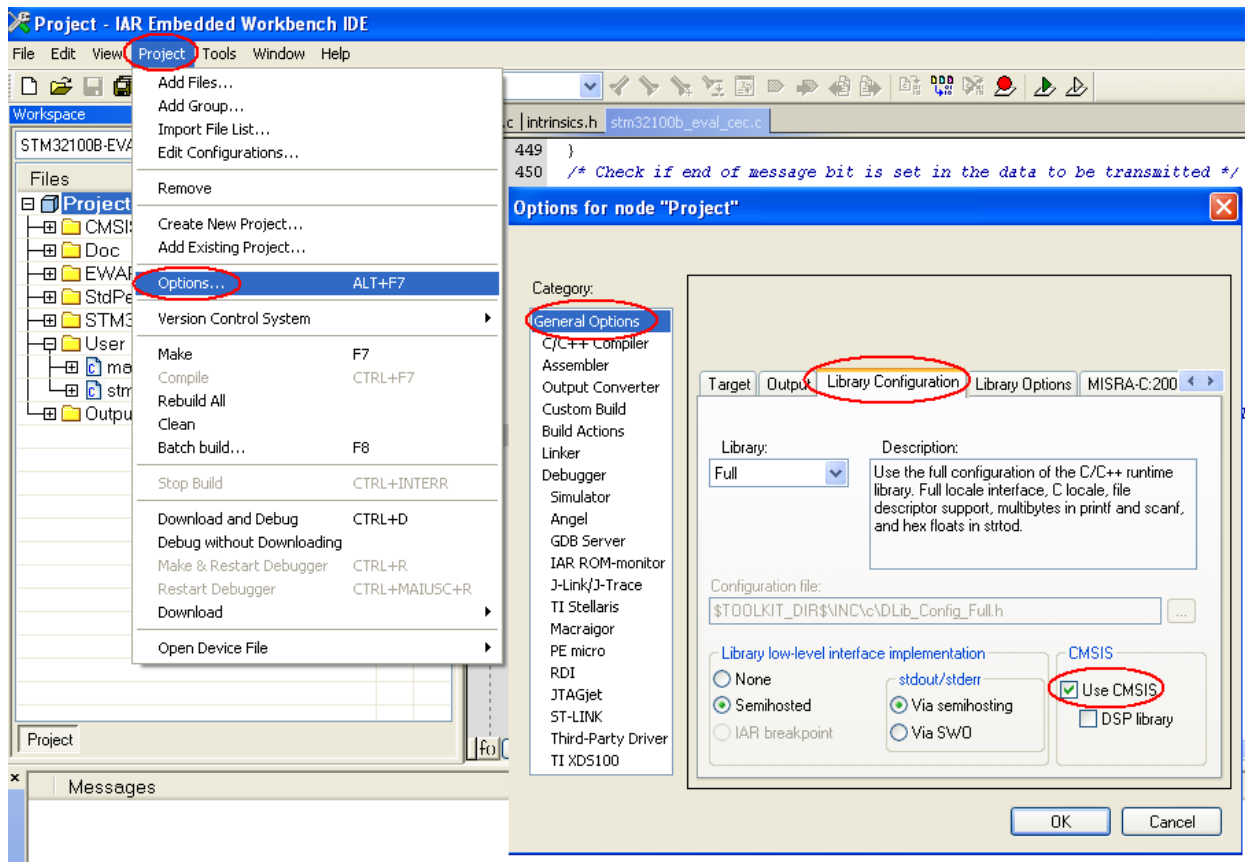 Project - IAR Embedded Workbench IDE
File Edit View Project Tools Window Help
Add Files...
Add Group...
Import File List...
Edit Configurations...
Remove
Create New Project...
Add Existing Project...
Options... ALT+F7
Version Control System
Make F7
Compile CTRL+F7
Rebuild All
Clean
Batch build... F8
Stop Build CTRL+INTERR
Download and Debug CTRL+D
Debug without Downloading
Make & Restart Debugger CTRL+R
Restart Debugger CTRL+MAIUSC+R
Download
Open Device File
Workspace
STM32100B-EVA
Files
Project
CMSI
Doc
EWAR
StdPe
STM3
User
ma
stm
Outpu
Project
Messages
.c intrinsics.h stm32100b_eval_cec.c
449 }
450 /* Check if end of message bit is set in the data to be transmitted */
fo
Options for node "Project"
Category:
General Options
C/C++ Compiler
Assembler
Output Converter
Custom Build
Build Actions
Linker
Debugger
Simulator
Angel
GDB Server
IAR ROM-monitor
J-Link/J-Trace
TI Stellaris
Macraigor
PE micro
RDI
JTAGjet
ST-LINK
Third-Party Driver
TI XDS100
Target Output Library Configuration Library Options MISRA-C:200
Library:
Full
Description:
Use the full configuration of the C/C++ runtime
library. Full locale interface, C locale, file
descriptor support, multibytes in printf and scanf,
and hex floats in strtod.
Configuration file:
$TOOLKIT_DIR$\INC\c\DLib_Config_Full.h
...
Library low-level interface implementation
None
Semihosted
IAR breakpoint
stdout/stderr
Via semihosting
Via SWO
CMSIS
Use CMSIS
DSP library
OK Cancel